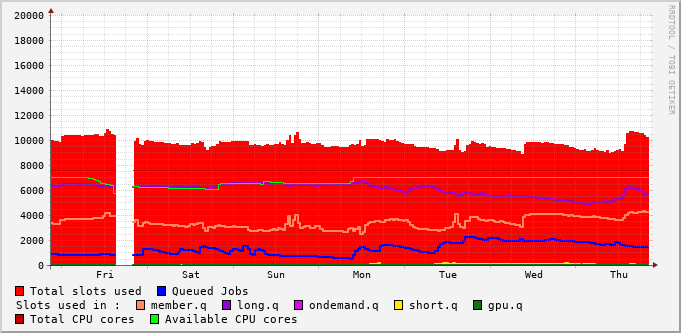 20000
18000
16000
14000
12000
10000
8000
6000
4000
2000
0
Fri Sat Sun Mon Tue Wed Thu
RRDTOOL / TOBI OETIKER
Total slots used Queued Jobs
Slots used in : member.q long.q ondemand.q short.q gpu.q
Total CPU cores Available CPU cores